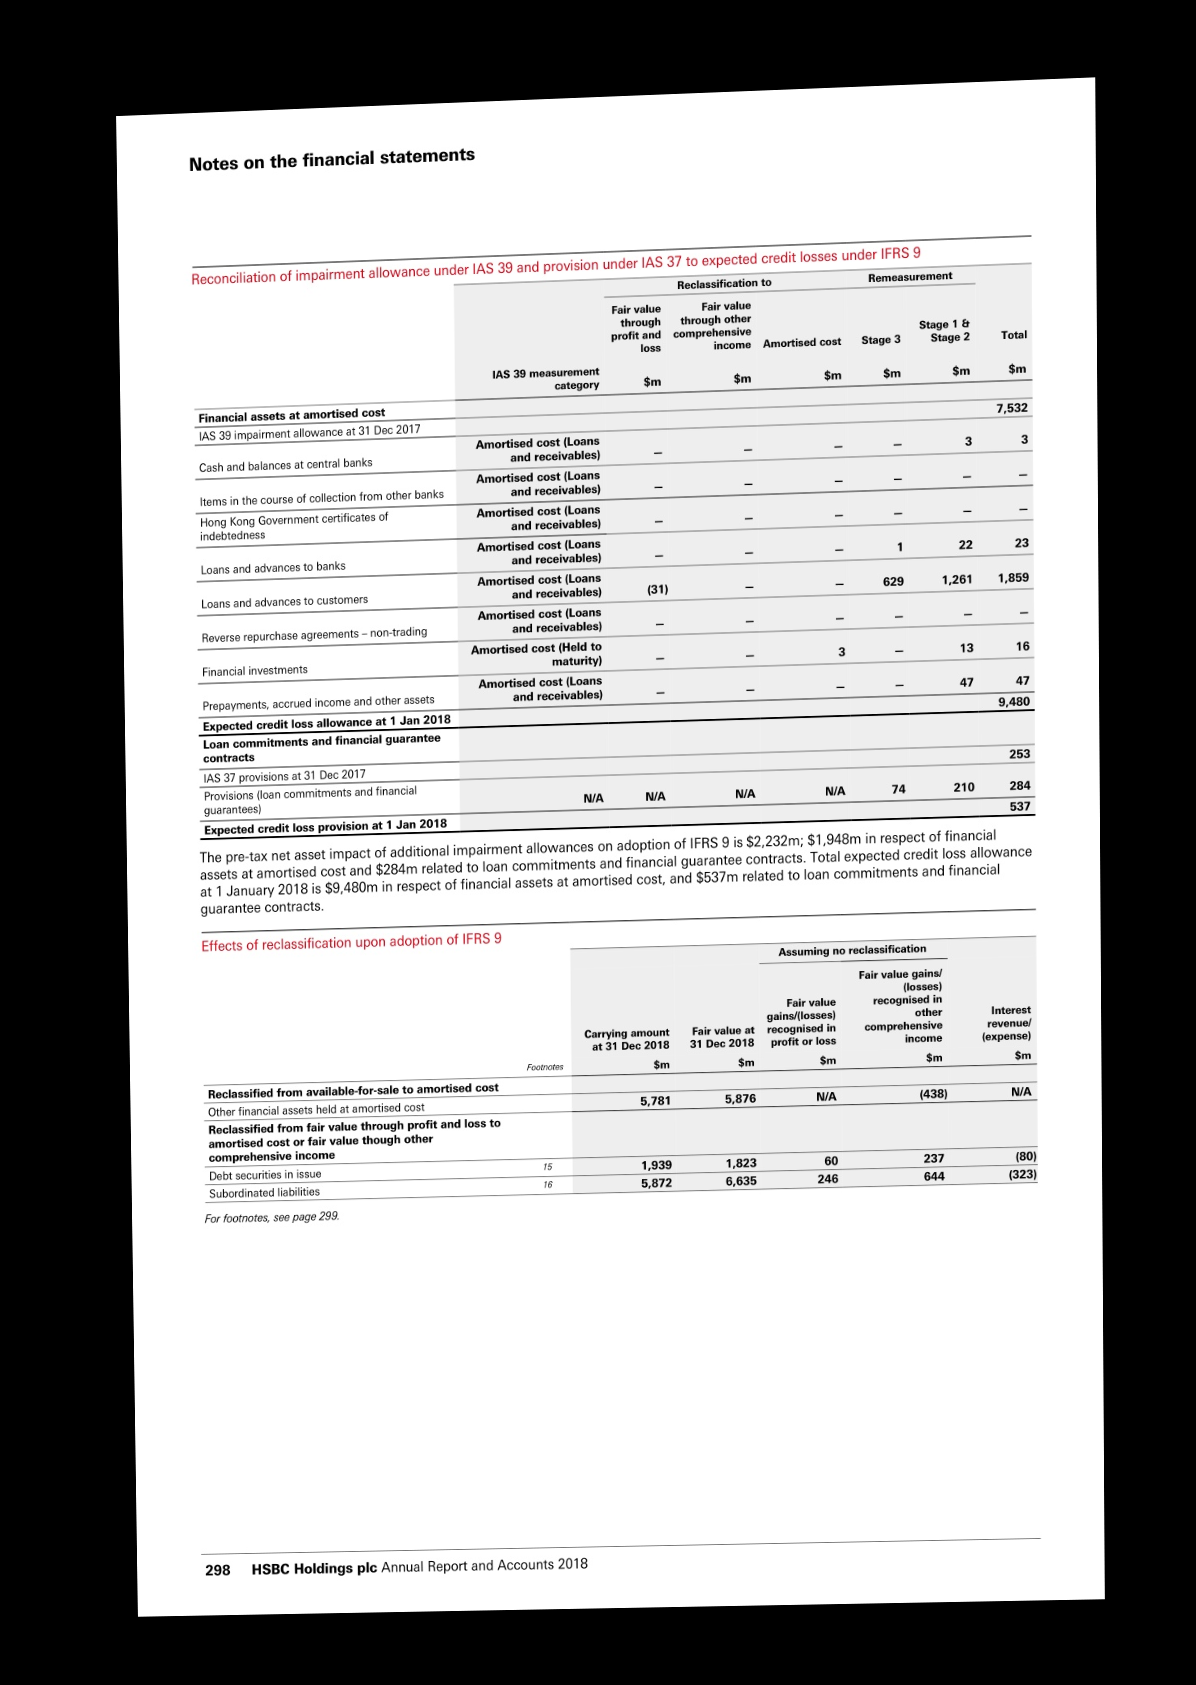 Notes on the financial statements
Reconciliation of impairment allowance under IAS 39 and provision under IAS 37 to expected credit losses under IFRS 9
Reclassification to Remeasurement
IAS 39 measurement category Fair value through profit and loss Fair value through other comprehensive income Amortised cost Stage 3 Stage 1 & Stage 2 Total
$m $m $m $m $m $m
Financial assets at amortised cost
IAS 39 impairment allowance at 31 Dec 2017 7,532
Cash and balances at central banks Amortised cost (Loans and receivables) – – – – 3 3
Items in the course of collection from other banks Amortised cost (Loans and receivables) – – – – – –
Hong Kong Government certificates of indebtedness Amortised cost (Loans and receivables) – – – – – –
Loans and advances to banks Amortised cost (Loans and receivables) – – – 1 22 23
Loans and advances to customers Amortised cost (Loans and receivables) (31) – – 629 1,261 1,859
Reverse repurchase agreements – non-trading Amortised cost (Loans and receivables) – – – – – –
Financial investments Amortised cost (Held to maturity) – – 3 – 13 16
Prepayments, accrued income and other assets Amortised cost (Loans and receivables) – – – – 47 47
Expected credit loss allowance at 1 Jan 2018 9,480
Loan commitments and financial guarantee contracts
IAS 37 provisions at 31 Dec 2017 253
Provisions (loan commitments and financial guarantees) N/A N/A N/A N/A 74 210 284
Expected credit loss provision at 1 Jan 2018 537
The pre-tax net asset impact of additional impairment allowances on adoption of IFRS 9 is $2,232m; $1,948m in respect of financial
assets at amortised cost and $284m related to loan commitments and financial guarantee contracts. Total expected credit loss allowance
at 1 January 2018 is $9,480m in respect of financial assets at amortised cost, and $537m related to loan commitments and financial
guarantee contracts.
Effects of reclassification upon adoption of IFRS 9
Assuming no reclassification
Footnotes Carrying amount at 31 Dec 2018 Fair value at 31 Dec 2018 Fair value gains/(losses) recognised in profit or loss Fair value gains/ (losses) recognised in other comprehensive income Interest revenue/ (expense)
$m $m $m $m $m
Reclassified from available-for-sale to amortised cost
Other financial assets held at amortised cost 5,781 5,876 N/A (438) N/A
Reclassified from fair value through profit and loss to
amortised cost or fair value though other
comprehensive income
Debt securities in issue 15 1,939 1,823 60 237 (80)
Subordinated liabilities 16 5,872 6,635 246 644 (323)
For footnotes, see page 299.
298 HSBC Holdings plc Annual Report and Accounts 2018